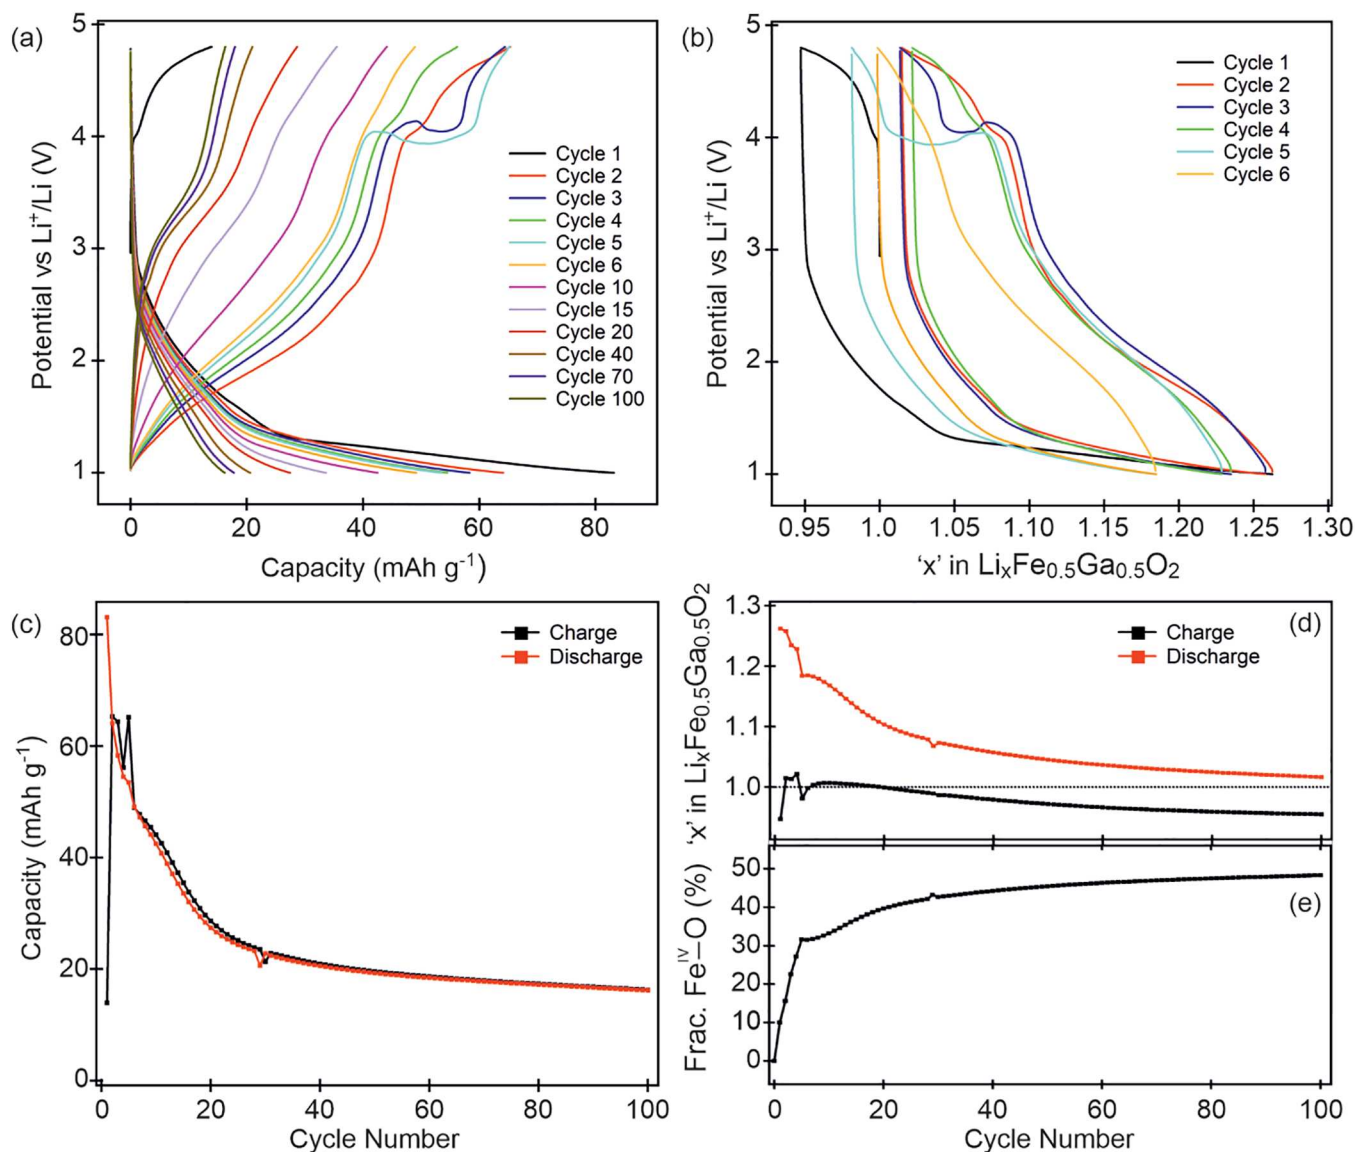 (a)
5
4
3
2
1
Potential vs Li⁺/Li (V)
Cycle 1
Cycle 2
Cycle 3
Cycle 4
Cycle 5
Cycle 6
Cycle 10
Cycle 15
Cycle 20
Cycle 40
Cycle 70
Cycle 100
0 20 40 60 80
Capacity (mAh g⁻¹)
(b)
5
4
3
2
1
Potential vs Li⁺/Li (V)
Cycle 1
Cycle 2
Cycle 3
Cycle 4
Cycle 5
Cycle 6
0.95 1.0 1.05 1.10 1.15 1.20 1.25 1.30
‘x’ in LiₓFe₀.₅Ga₀.₅O₂
(c)
80
60
40
20
0
Capacity (mAh g⁻¹)
Charge
Discharge
0 20 40 60 80 100
Cycle Number
(d)
1.3
1.2
1.1
1.0
‘x’ in LiₓFe₀.₅Ga₀.₅O₂
Charge
Discharge
(e)
50
40
30
20
10
0
Frac. Feᴵⱽ–O (%)
0 20 40 60 80 100
Cycle Number